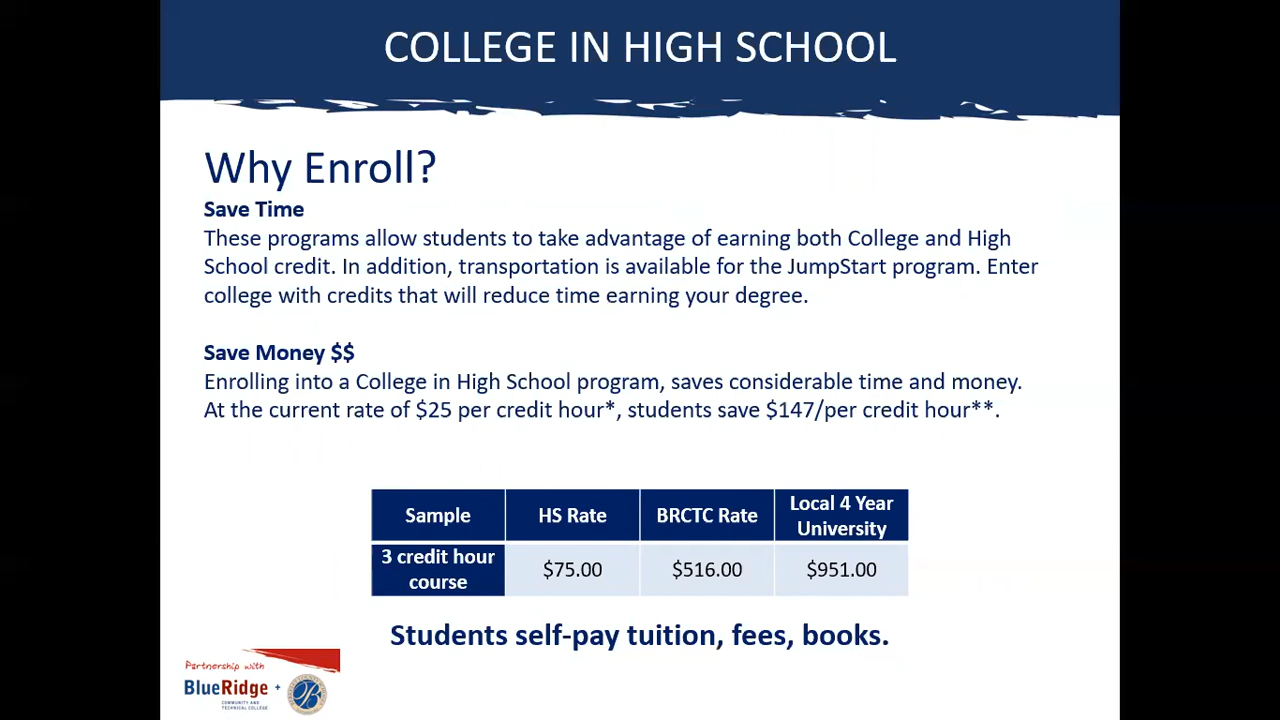 COLLEGE IN HIGH SCHOOL
Why Enroll?
Save Time
These programs allow students to take advantage of earning both College and High
School credit. In addition, transportation is available for the JumpStart program. Enter
college with credits that will reduce time earning your degree.
Save Money $$
Enrolling into a College in High School program, saves considerable time and money.
At the current rate of $25 per credit hour*, students save $147/per credit hour**.
Sample HS Rate BRCTC Rate Local 4 Year University
3 credit hour course $75.00 $516.00 $951.00
Students self-pay tuition, fees, books.
Partnership with
BlueRidge +
COMMUNITY AND
TECHNICAL COLLEGE